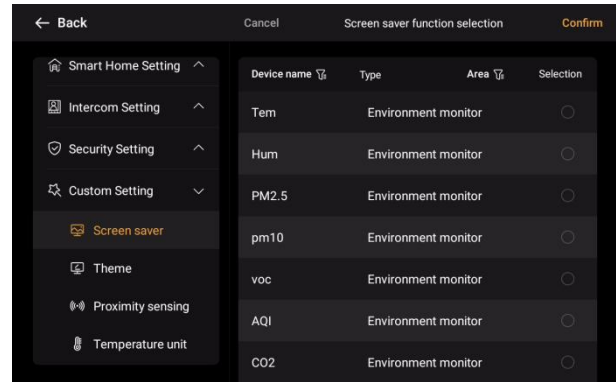 Back
Cancel Screen saver function selection Confirm
Smart Home Setting
Intercom Setting
Security Setting
Custom Setting
Screen saver
Theme
Proximity sensing
Temperature unit
Device name Type Area Selection
Tem Environment monitor
Hum Environment monitor
PM2.5 Environment monitor
pm10 Environment monitor
voc Environment monitor
AQI Environment monitor
CO2 Environment monitor